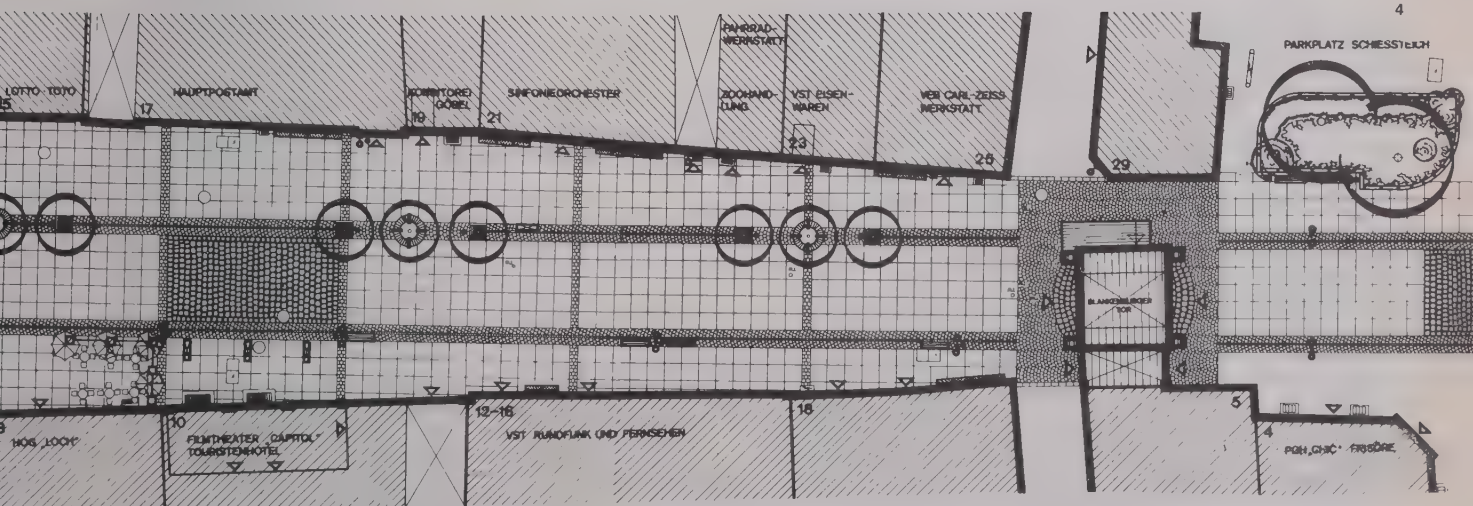 4
PARKPLATZ SCHIESSTEICH
FAHRRAD-
WERKSTATT
LOTTO TOTO
15
17
HAUPTPOSTAMT
KONDITOREI
GÖBEL
19
21
SINFONIEORCHESTER
ZOOHAND-
LUNG
VST EISEN-
WAREN
23
VEB CARL-ZEISS
WERKSTATT
25
29
BLANKENBURGER
TOR
HOG „LOCH“
10
FILMTHEATER „CAPITOL“
TOURISTENHOTEL
12-16
VST RUNDFUNK UND FERNSEHEN
18
5
4
PGH „CHIC“ FRISÖRE